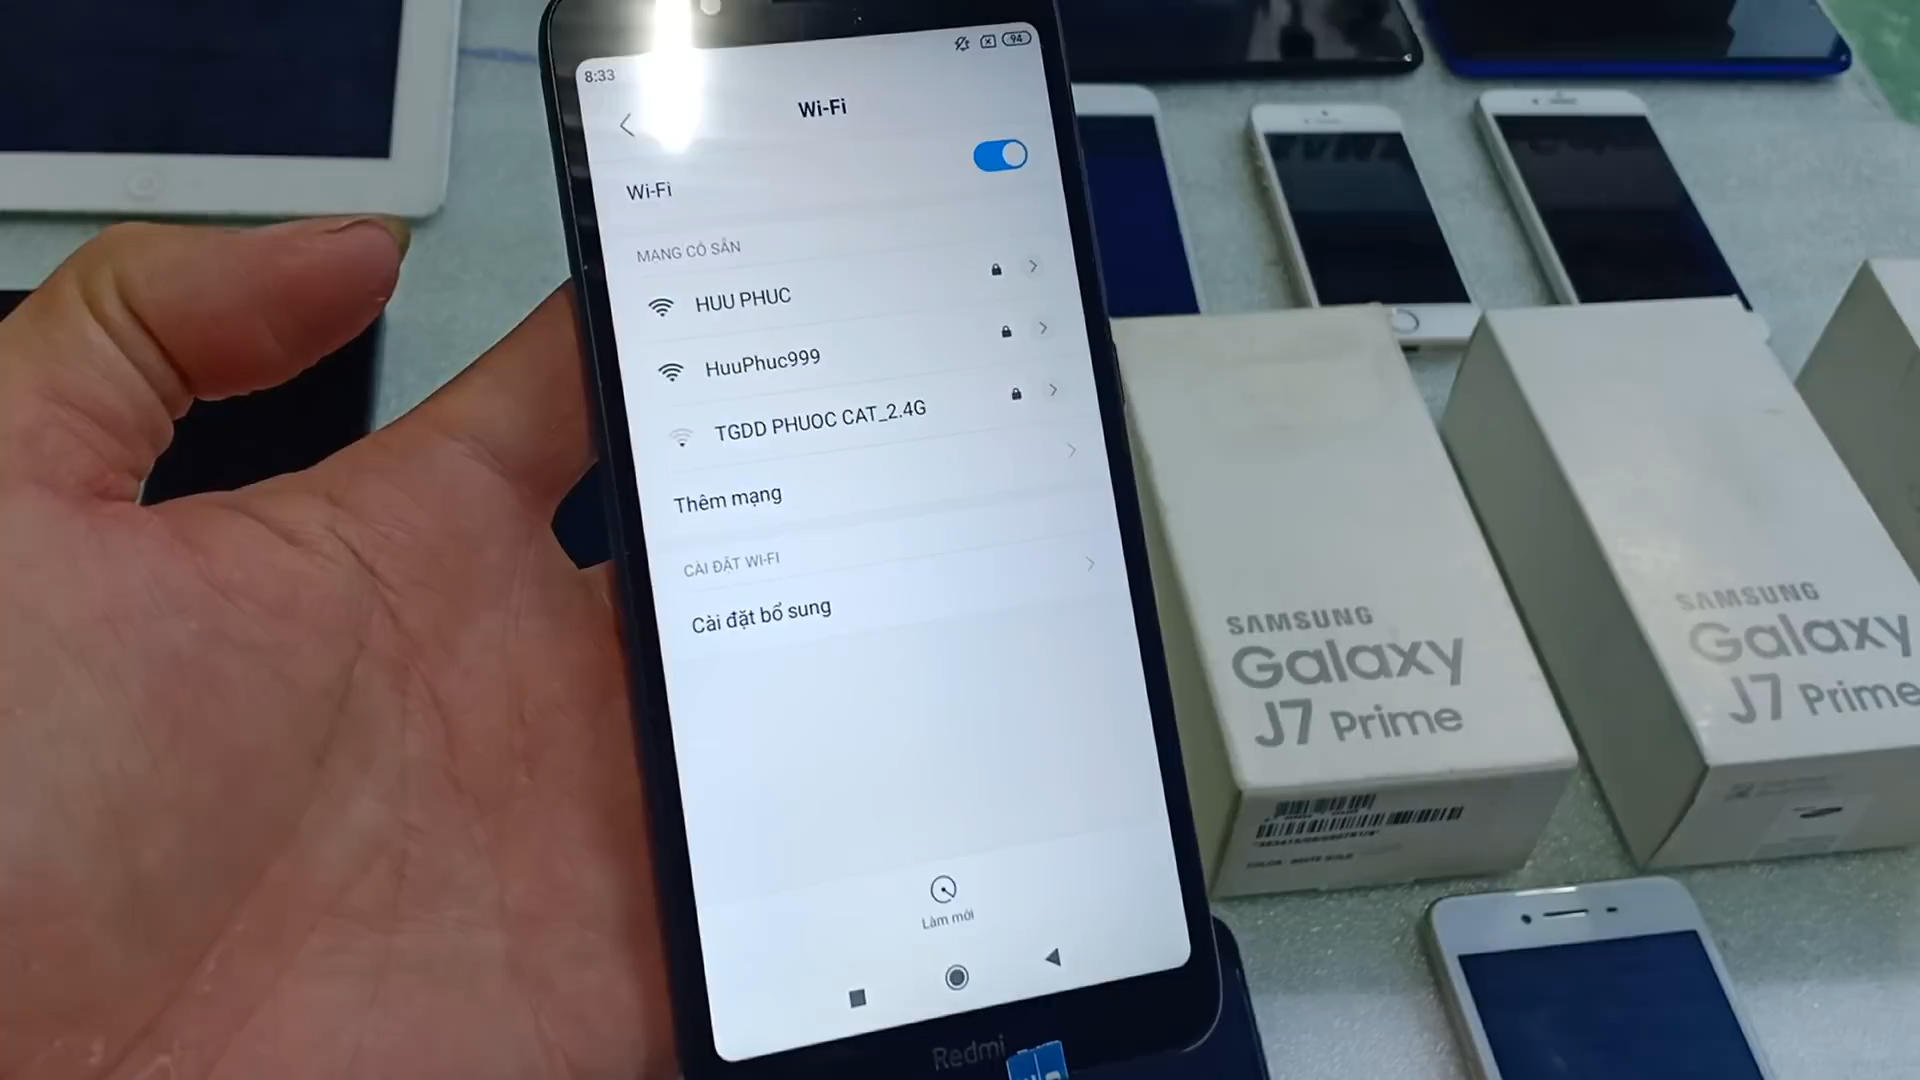 8:33
94
Wi-Fi
Wi-Fi
MẠNG CÓ SẴN
HUU PHUC
HuuPhuc999
TGDD PHUOC CAT_2.4G
Thêm mạng
CÀI ĐẶT WI-FI
Cài đặt bổ sung
Làm mới
Redmi
SAMSUNG
Galaxy
J7 Prime
SAMSUNG
Galaxy
J7 Prime